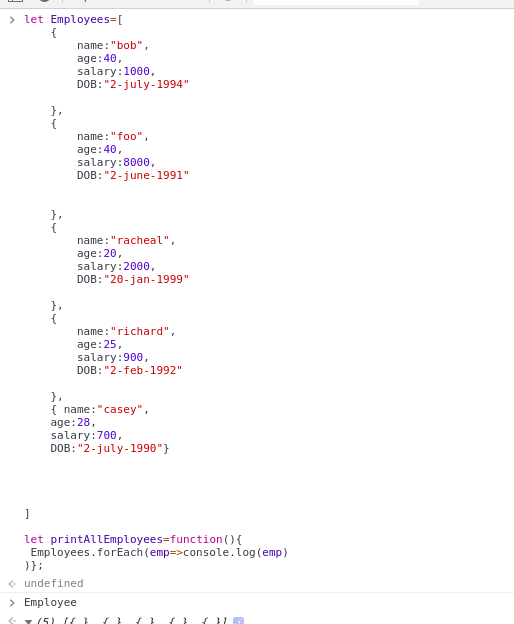 let Employees=[
{
name:"bob",
age:40,
salary:1000,
DOB:"2-july-1994"
},
{
name:"foo",
age:40,
salary:8000,
DOB:"2-june-1991"
},
{
name:"racheal",
age:20,
salary:2000,
DOB:"20-jan-1999"
},
{
name:"richard",
age:25,
salary:900,
DOB:"2-feb-1992"
},
{ name:"casey",
age:28,
salary:700,
DOB:"2-july-1990"}
]
let printAllEmployees=function(){
Employees.forEach(emp=>console.log(emp)
)};
undefined
Employee
(5) [{…}, {…}, {…}, {…}, {…}]